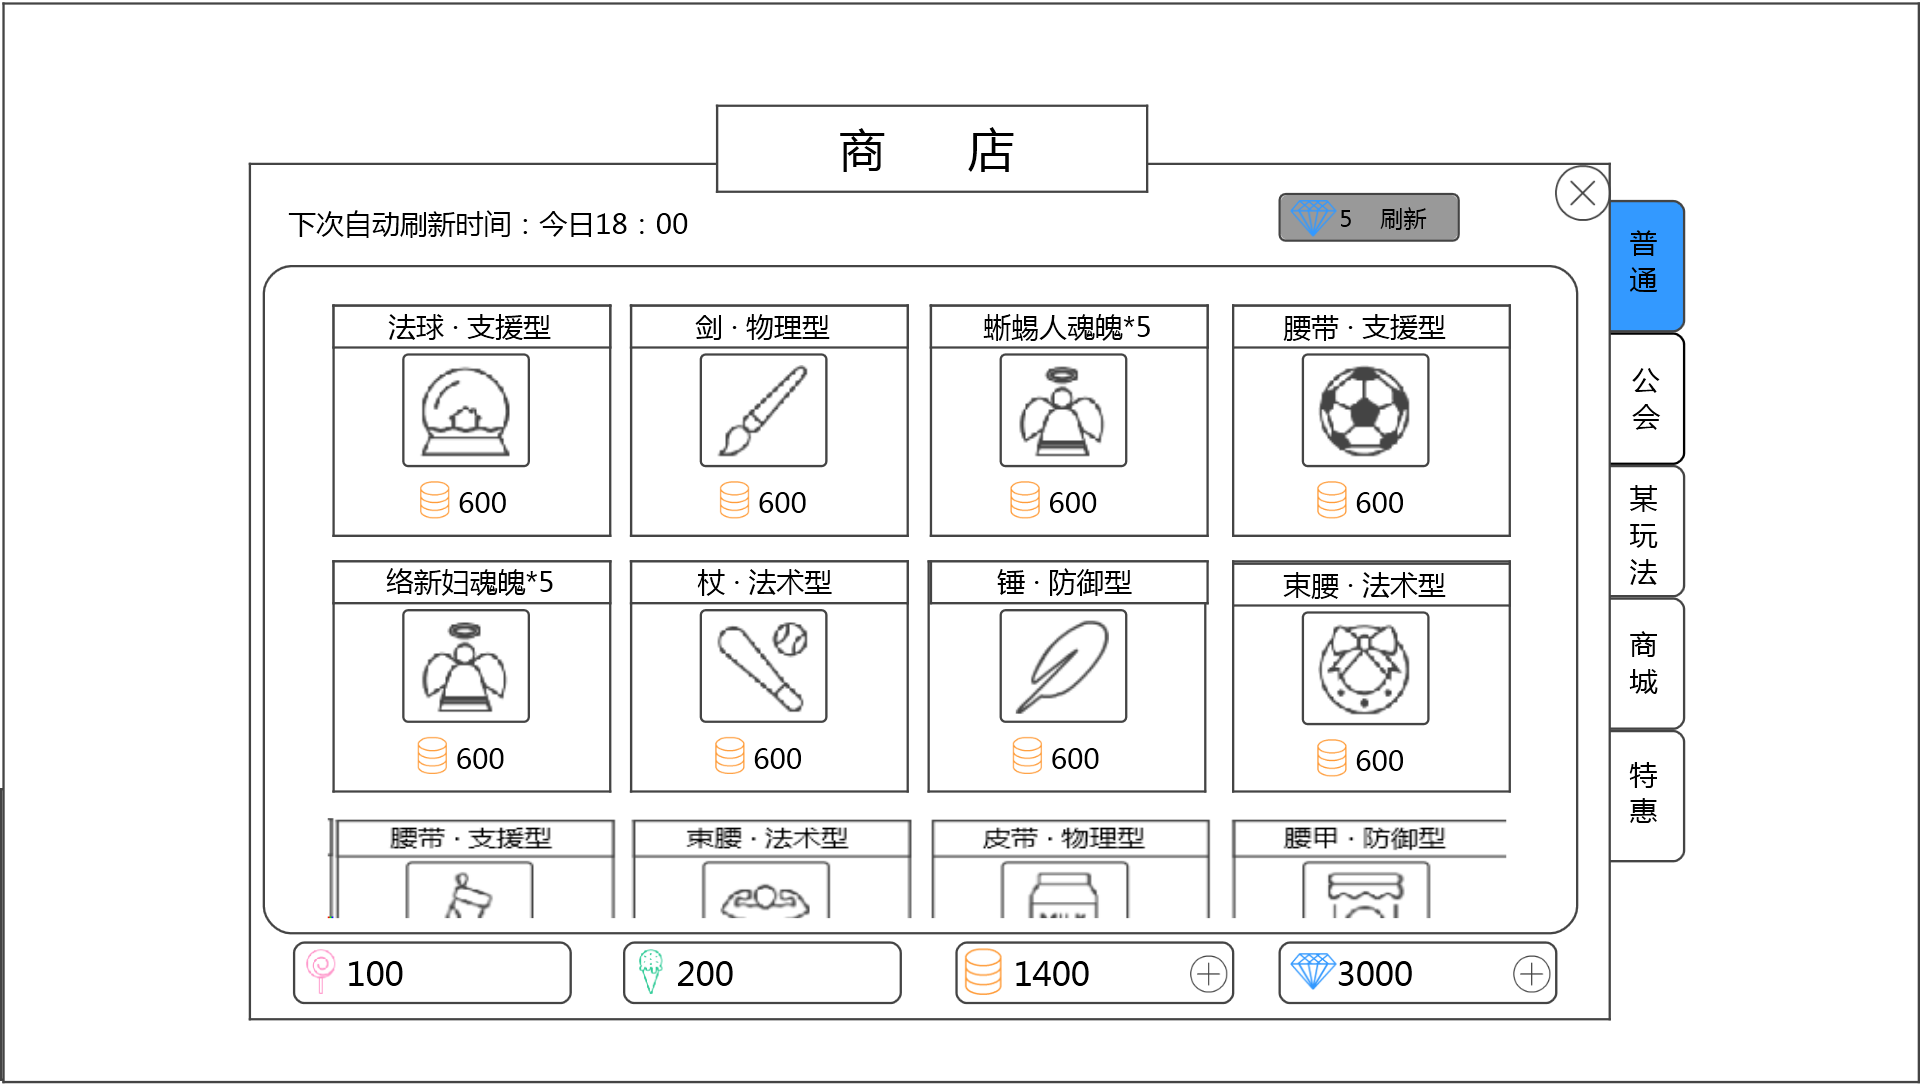 商 店
下次自动刷新时间：今日18：00
5 刷新
普通
公会
某玩法
商城
特惠
法球·支援型
剑·物理型
蜥蜴人魂魄*5
腰带·支援型
600
600
600
600
络新妇魂魄*5
杖·法术型
锤·防御型
束腰·法术型
600
600
600
600
腰带·支援型
束腰·法术型
皮带·物理型
腰甲·防御型
MILK
100
200
1400
3000